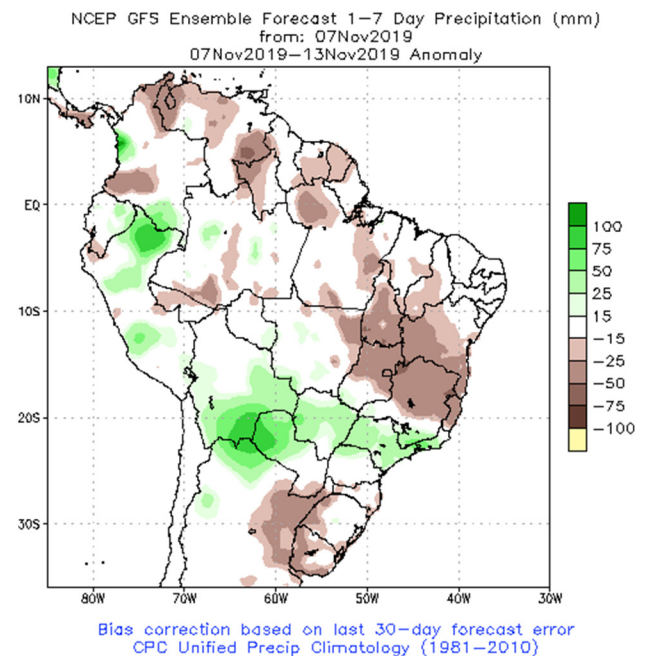 NCEP GFS Ensemble Forecast 1-7 Day Precipitation (mm)
from: 07Nov2019
07Nov2019-13Nov2019 Anomaly
10N
EQ
10S
20S
30S
80W
70W
60W
50W
40W
30W
100
75
50
25
15
-15
-25
-50
-75
-100
Bias correction based on last 30-day forecast error
CPC Unified Precip Climatology (1981-2010)